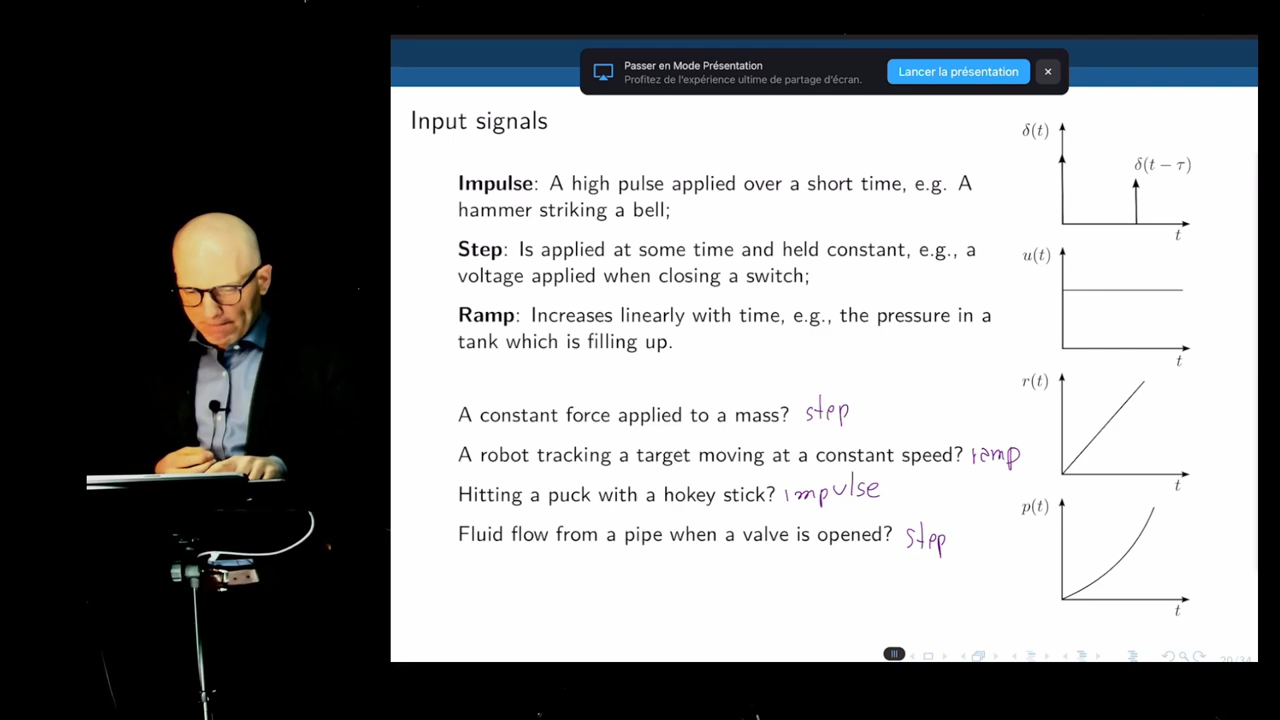 Passer en Mode Présentation
Profitez de l'expérience ultime de partage d'écran.
Lancer la présentation
Input signals
Impulse: A high pulse applied over a short time, e.g. A
hammer striking a bell;
Step: Is applied at some time and held constant, e.g., a
voltage applied when closing a switch;
Ramp: Increases linearly with time, e.g., the pressure in a
tank which is filling up.
A constant force applied to a mass? step
A robot tracking a target moving at a constant speed? ramp
Hitting a puck with a hokey stick? impulse
Fluid flow from a pipe when a valve is opened? step
δ(t)
δ(t − τ)
t
u(t)
t
r(t)
t
p(t)
t